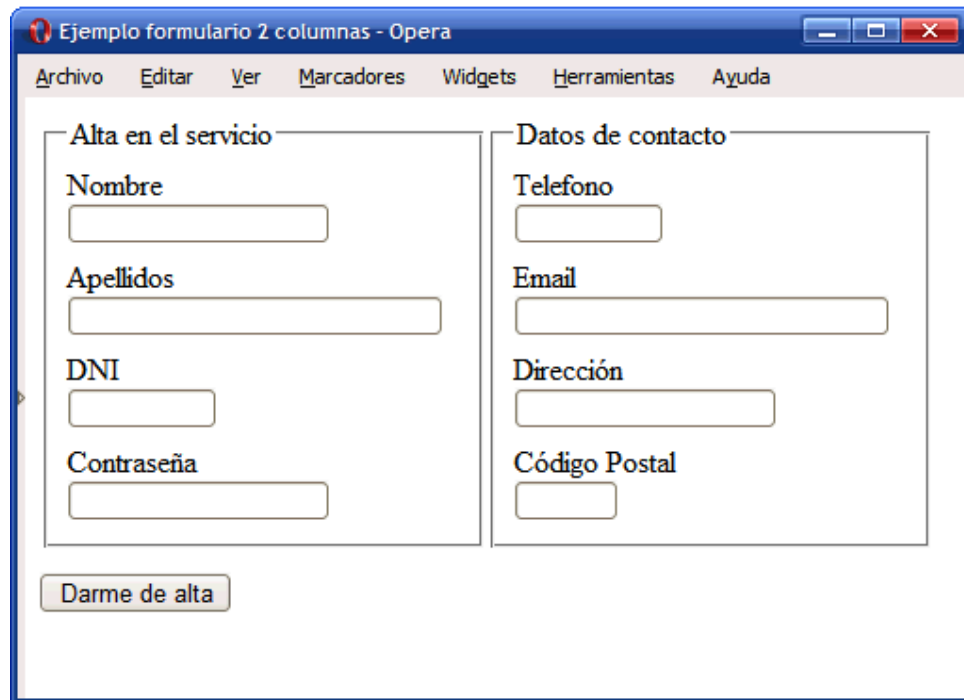 Ejemplo formulario 2 columnas - Opera
Archivo Editar Ver Marcadores Widgets Herramientas Ayuda
Alta en el servicio
Nombre
Apellidos
DNI
Contraseña
Datos de contacto
Telefono
Email
Dirección
Código Postal
Darme de alta